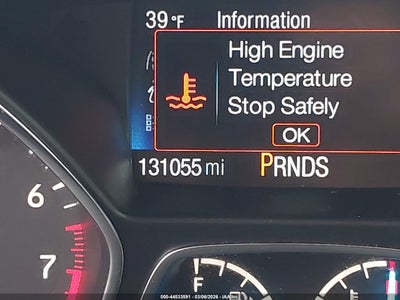 39 °F Information
High Engine
Temperature
Stop Safely
OK
131055 mi PRNDS
6
7
F
H